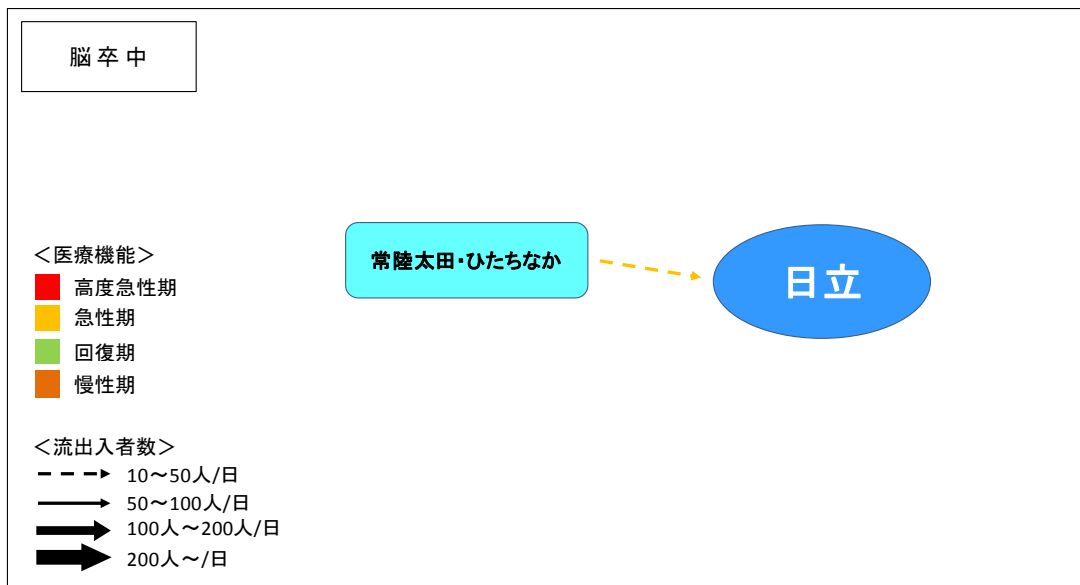 脳卒中
常陸太田・ひたちなか
日立
＜医療機能＞
高度急性期
急性期
回復期
慢性期
＜流出入者数＞
10～50人/日
50～100人/日
100人～200人/日
200人～/日